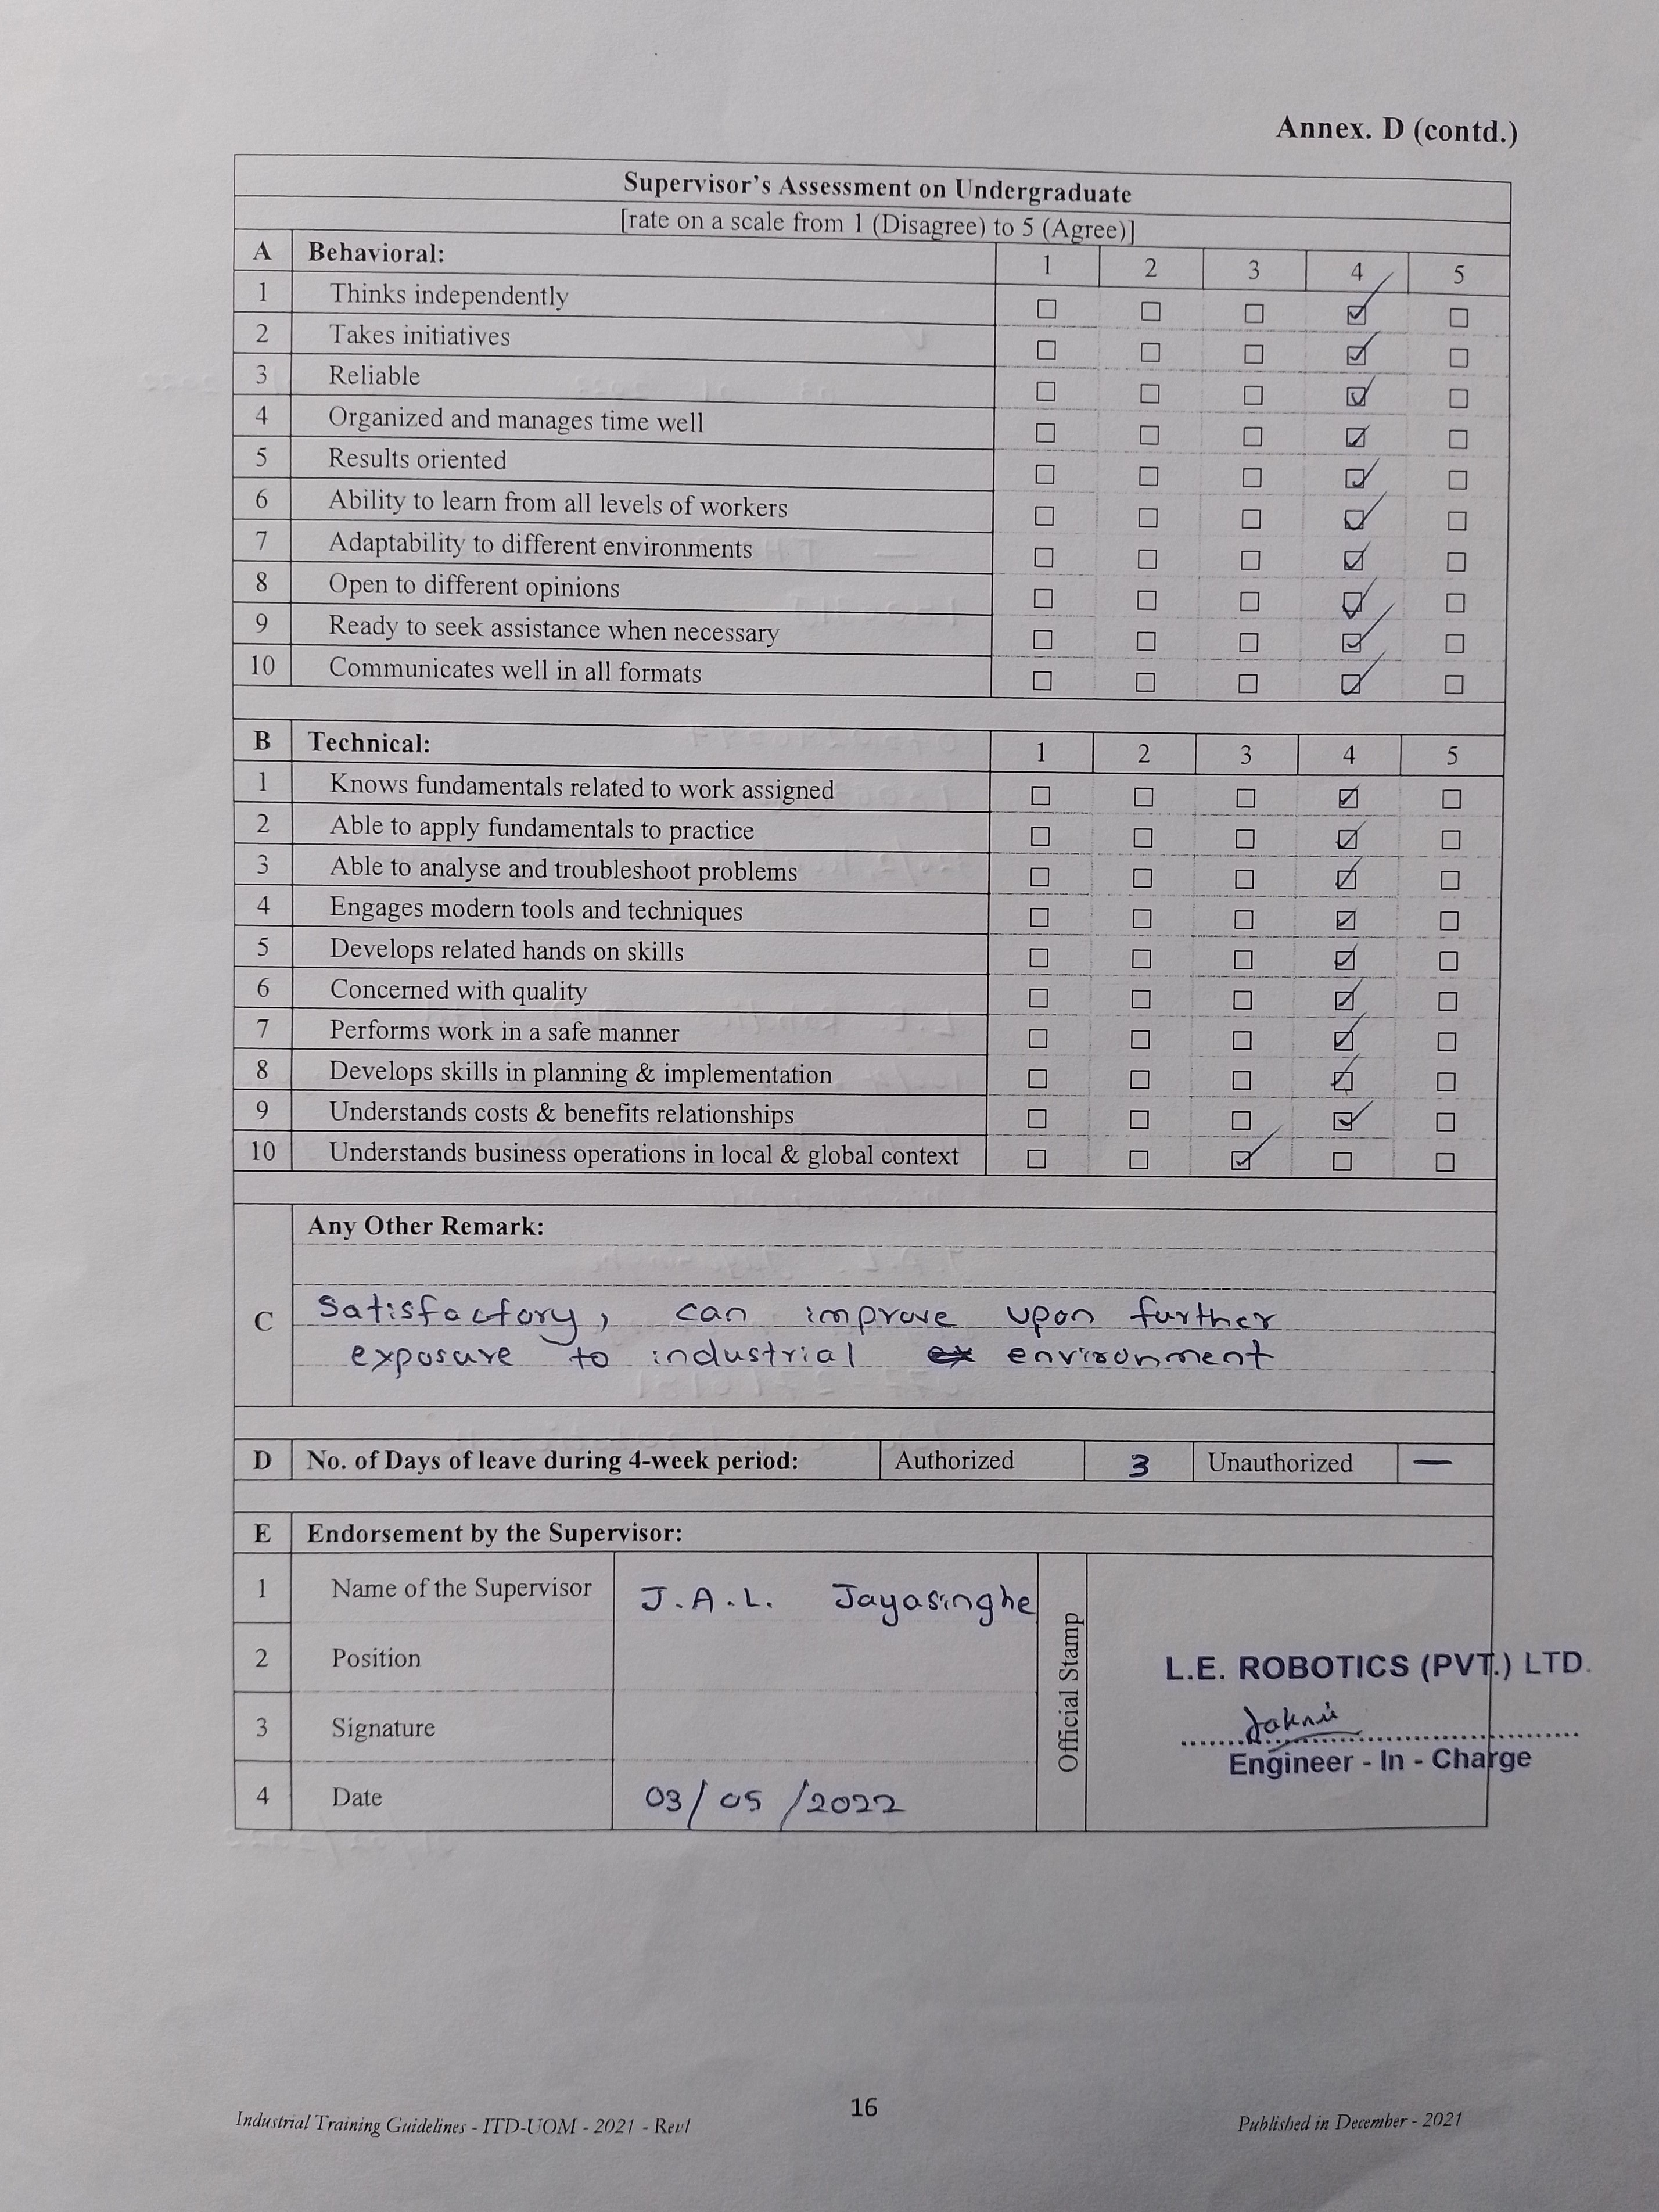 Annex. D (contd.)
Supervisor's Assessment on Undergraduate
[rate on a scale from 1 (Disagree) to 5 (Agree)]
A Behavioral: 1 2 3 4 5
1 Thinks independently ☐ ☐ ☐ ☑ ☐
2 Takes initiatives ☐ ☐ ☐ ☑ ☐
3 Reliable ☐ ☐ ☐ ☑ ☐
4 Organized and manages time well ☐ ☐ ☐ ☑ ☐
5 Results oriented ☐ ☐ ☐ ☑ ☐
6 Ability to learn from all levels of workers ☐ ☐ ☐ ☑ ☐
7 Adaptability to different environments ☐ ☐ ☐ ☑ ☐
8 Open to different opinions ☐ ☐ ☐ ☑ ☐
9 Ready to seek assistance when necessary ☐ ☐ ☐ ☑ ☐
10 Communicates well in all formats ☐ ☐ ☐ ☑ ☐
B Technical: 1 2 3 4 5
1 Knows fundamentals related to work assigned ☐ ☐ ☐ ☑ ☐
2 Able to apply fundamentals to practice ☐ ☐ ☐ ☑ ☐
3 Able to analyse and troubleshoot problems ☐ ☐ ☐ ☑ ☐
4 Engages modern tools and techniques ☐ ☐ ☐ ☑ ☐
5 Develops related hands on skills ☐ ☐ ☐ ☑ ☐
6 Concerned with quality ☐ ☐ ☐ ☑ ☐
7 Performs work in a safe manner ☐ ☐ ☐ ☑ ☐
8 Develops skills in planning & implementation ☐ ☐ ☐ ☑ ☐
9 Understands costs & benefits relationships ☐ ☐ ☐ ☑ ☐
10 Understands business operations in local & global context ☐ ☐ ☑ ☐ ☐
Any Other Remark:
C Satisfactory, can improve upon further
exposure to industrial environment
D No. of Days of leave during 4-week period: Authorized 3 Unauthorized —
E Endorsement by the Supervisor:
1 Name of the Supervisor J.A.L. Jayasinghe
2 Position
3 Signature
4 Date 03/05/2022
Official Stamp
L.E. ROBOTICS (PVT.) LTD.
Engineer - In - Charge
16
Industrial Training Guidelines - ITD-UOM - 2021 - Rev1
Published in December - 2021